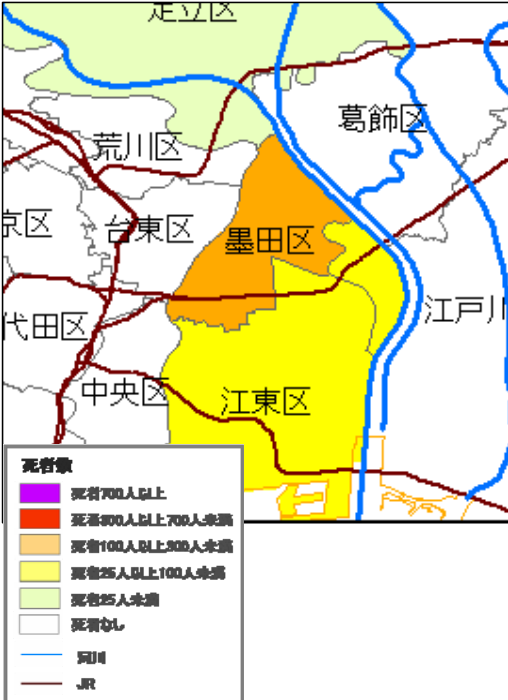 足立区
葛飾区
荒川区
京区
台東区
墨田区
江戸川
代田区
中央区
江東区
死者数
死者700人以上
死者300人以上700人未満
死者100人以上300人未満
死者25人以上100人未満
死者25人未満
死者なし
河川
JR